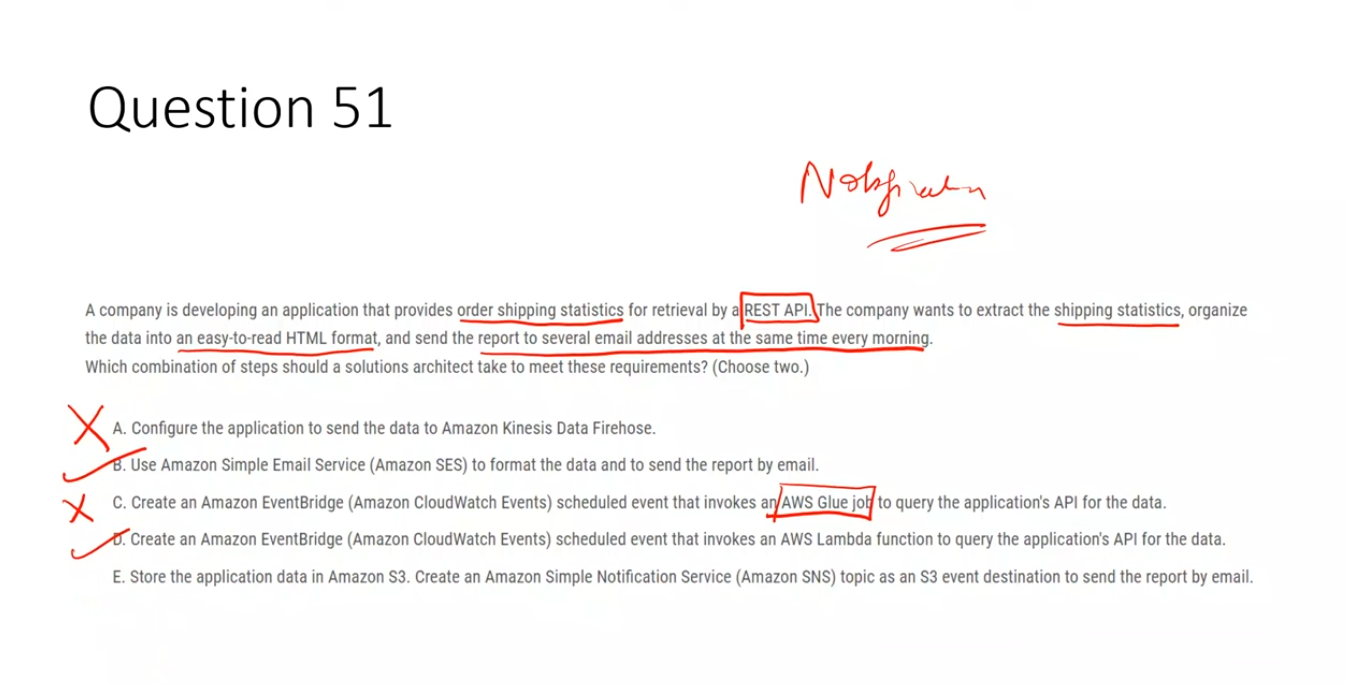 Question 51
Notification
A company is developing an application that provides order shipping statistics for retrieval by a REST API. The company wants to extract the shipping statistics, organize
the data into an easy-to-read HTML format, and send the report to several email addresses at the same time every morning.
Which combination of steps should a solutions architect take to meet these requirements? (Choose two.)
A. Configure the application to send the data to Amazon Kinesis Data Firehose.
B. Use Amazon Simple Email Service (Amazon SES) to format the data and to send the report by email.
C. Create an Amazon EventBridge (Amazon CloudWatch Events) scheduled event that invokes an AWS Glue job to query the application's API for the data.
D. Create an Amazon EventBridge (Amazon CloudWatch Events) scheduled event that invokes an AWS Lambda function to query the application's API for the data.
E. Store the application data in Amazon S3. Create an Amazon Simple Notification Service (Amazon SNS) topic as an S3 event destination to send the report by email.